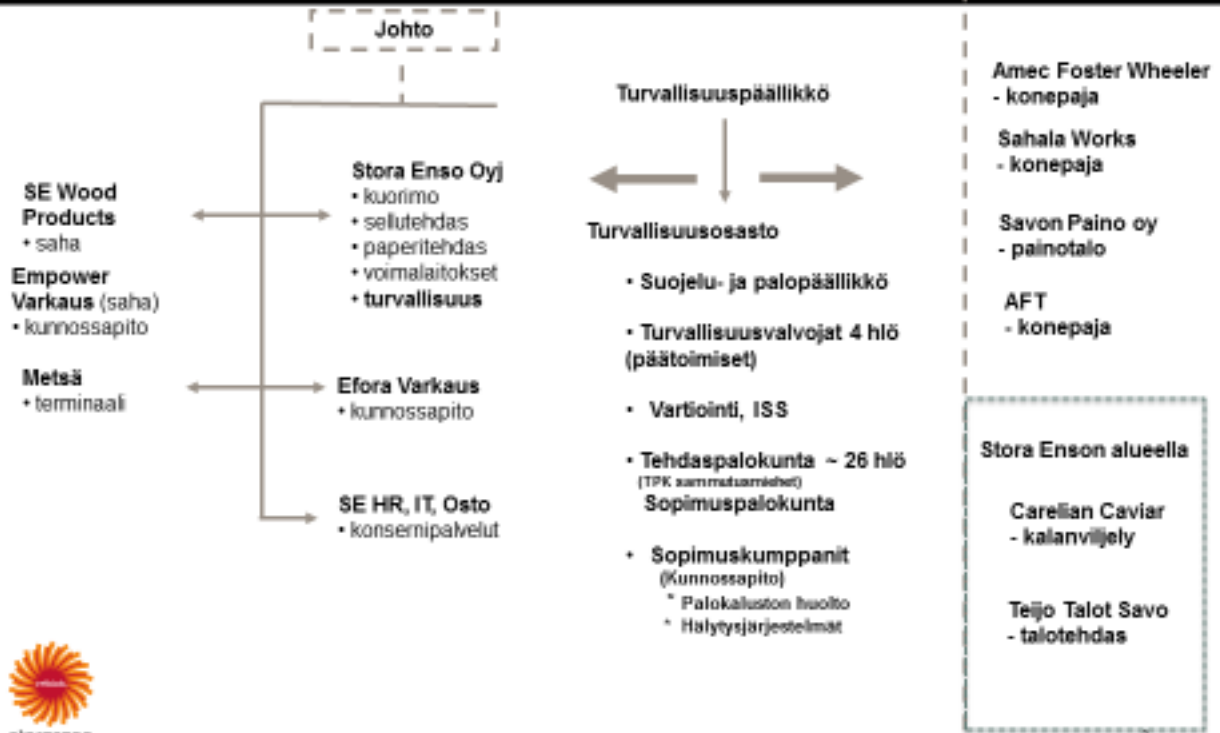 Johto
SE Wood
Products
• saha
Empower
Varkaus (saha)
• kunnossapito
Metsä
• terminaali
Stora Enso Oyj
• kuorimo
• sellutehdas
• paperitehdas
• voimalaitokset
• turvallisuus
Efora Varkaus
• kunnossapito
SE HR, IT, Osto
• konsernipalvelut
Turvallisuuspäällikkö
Turvallisuusosasto
• Suojelu- ja palopäällikkö
• Turvallisuusvalvojat 4 hlö
(päätoimiset)
• Vartiointi, ISS
• Tehdaspalokunta ~ 26 hlö
(TPK sammutusmiehet)
Sopimuspalokunta
• Sopimuskumppanit
(Kunnossapito)
* Palokaluston huolto
* Hälytysjärjestelmät
Amec Foster Wheeler
- konepaja
Sahala Works
- konepaja
Savon Paino oy
- painotalo
AFT
- konepaja
Stora Enson alueella
Carelian Caviar
- kalanviljely
Teijo Talot Savo
- talotehdas